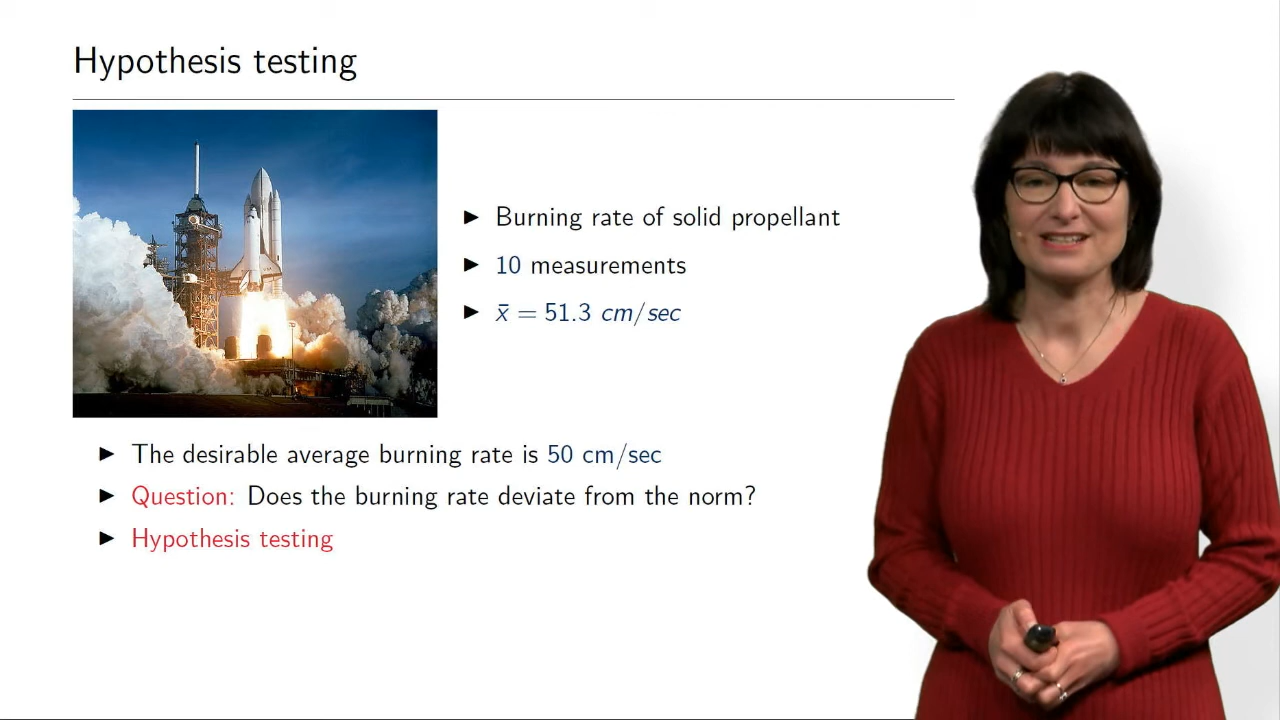 Hypothesis testing
► Burning rate of solid propellant
► 10 measurements
► x̄ = 51.3 cm/sec
► The desirable average burning rate is 50 cm/sec
► Question: Does the burning rate deviate from the norm?
► Hypothesis testing